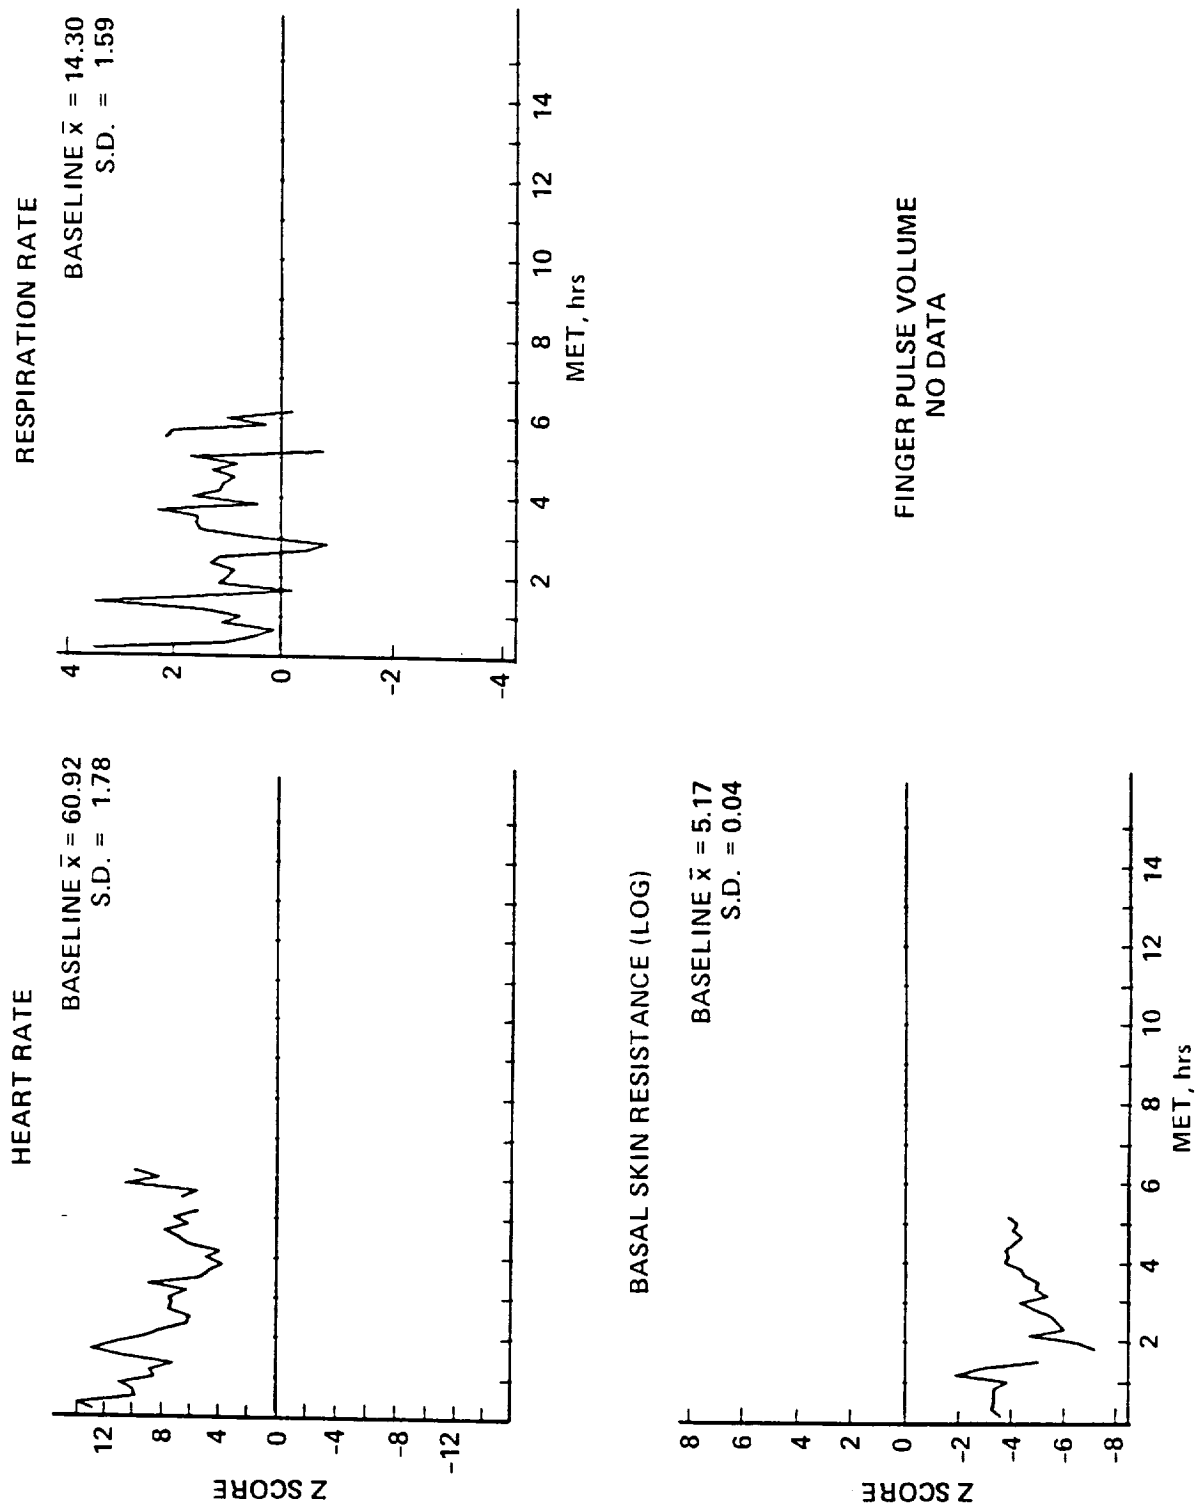 HEART RATE
BASELINE x̄ = 60.92
S.D. = 1.78
Z SCORE
12
8
4
0
-4
-8
-12
RESPIRATION RATE
BASELINE x̄ = 14.30
S.D. = 1.59
4
2
0
-2
-4
2 4 6 8 10 12 14
MET, hrs
BASAL SKIN RESISTANCE (LOG)
BASELINE x̄ = 5.17
S.D. = 0.04
Z SCORE
8
6
4
2
0
-2
-4
-6
-8
2 4 6 8 10 12 14
MET, hrs
FINGER PULSE VOLUME
NO DATA